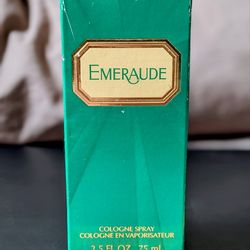 EMERAUDE
COLOGNE SPRAY
COLOGNE EN VAPORISATEUR
2.5 FL. OZ. 75 ml